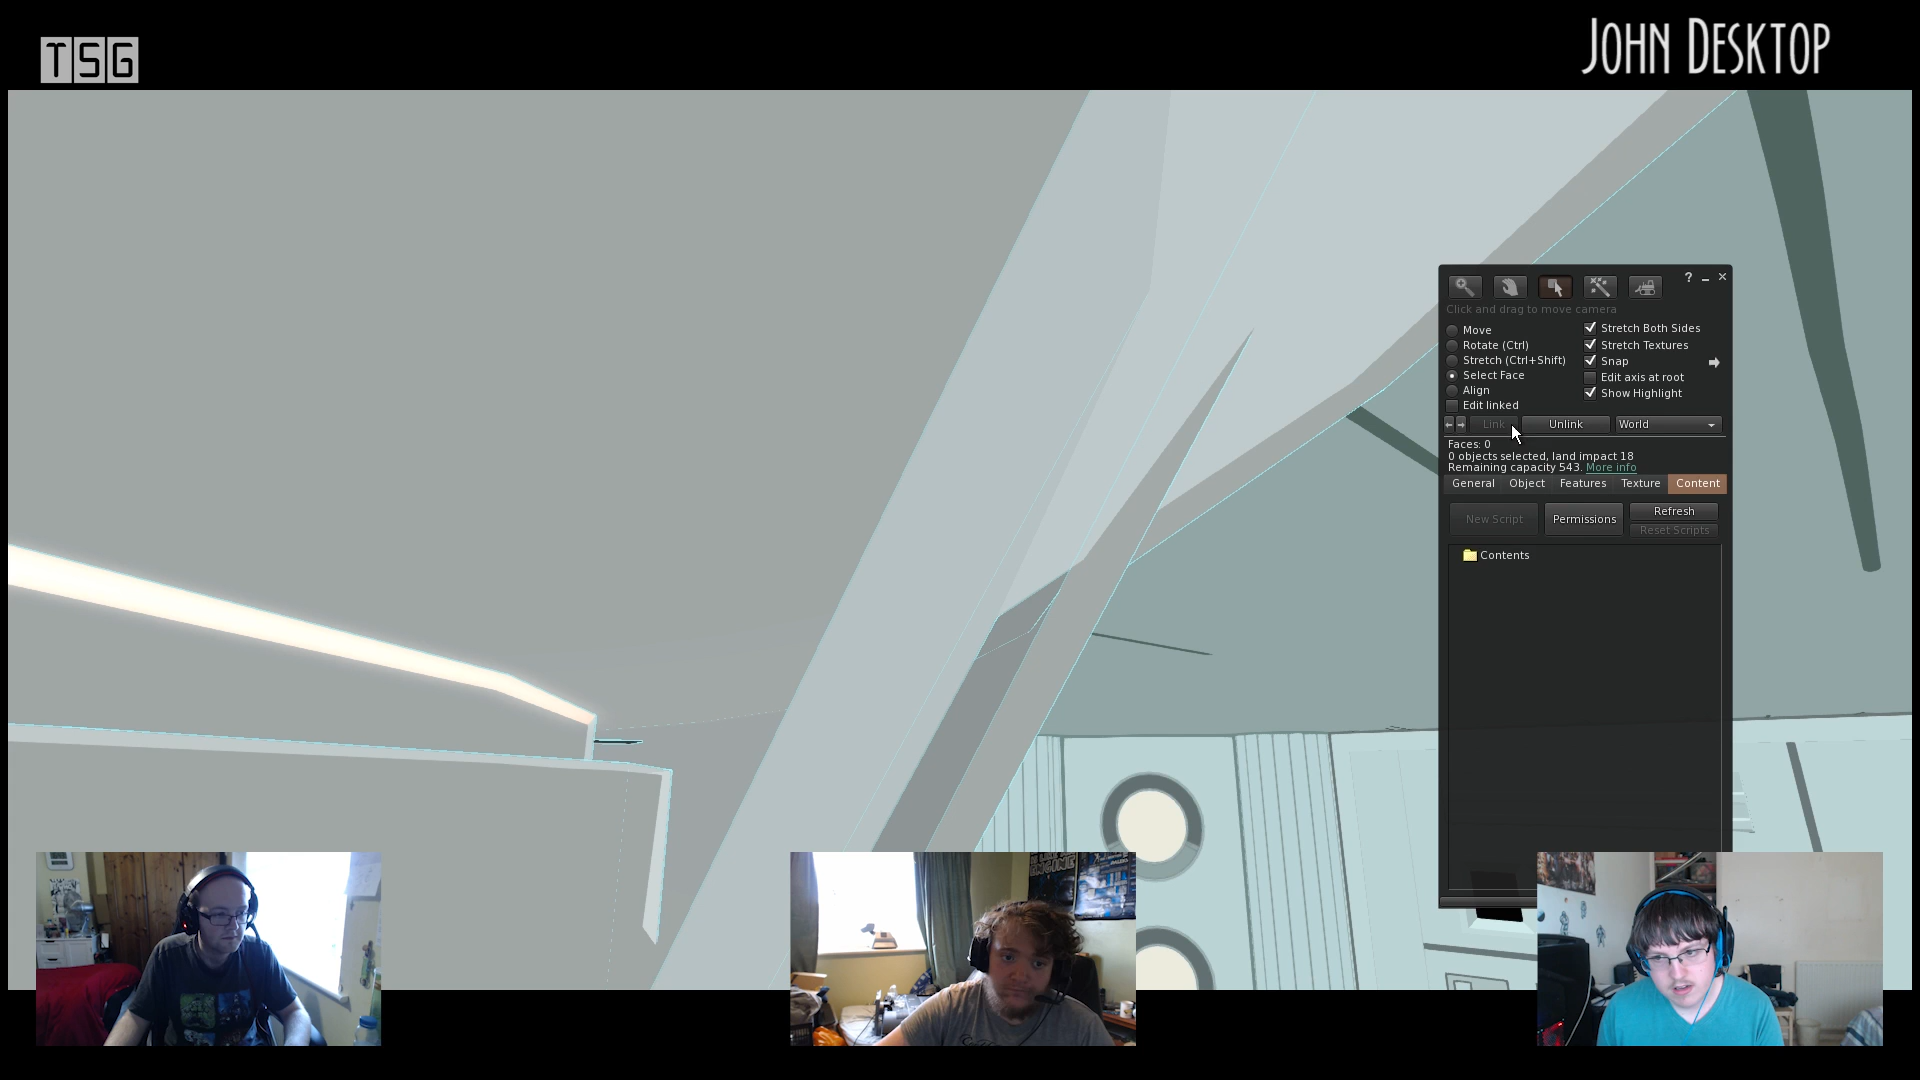 TSG
JOHN DESKTOP
?
Click and drag to move camera
Move
Rotate (Ctrl)
Stretch (Ctrl+Shift)
Select Face
Align
Edit linked
Stretch Both Sides
Stretch Textures
Snap
Edit axis at root
Show Highlight
Link
Unlink
World
Faces: 0
0 objects selected, land impact 18
Remaining capacity 543. More info
General
Object
Features
Texture
Content
New Script
Permissions
Refresh
Reset Scripts
Contents